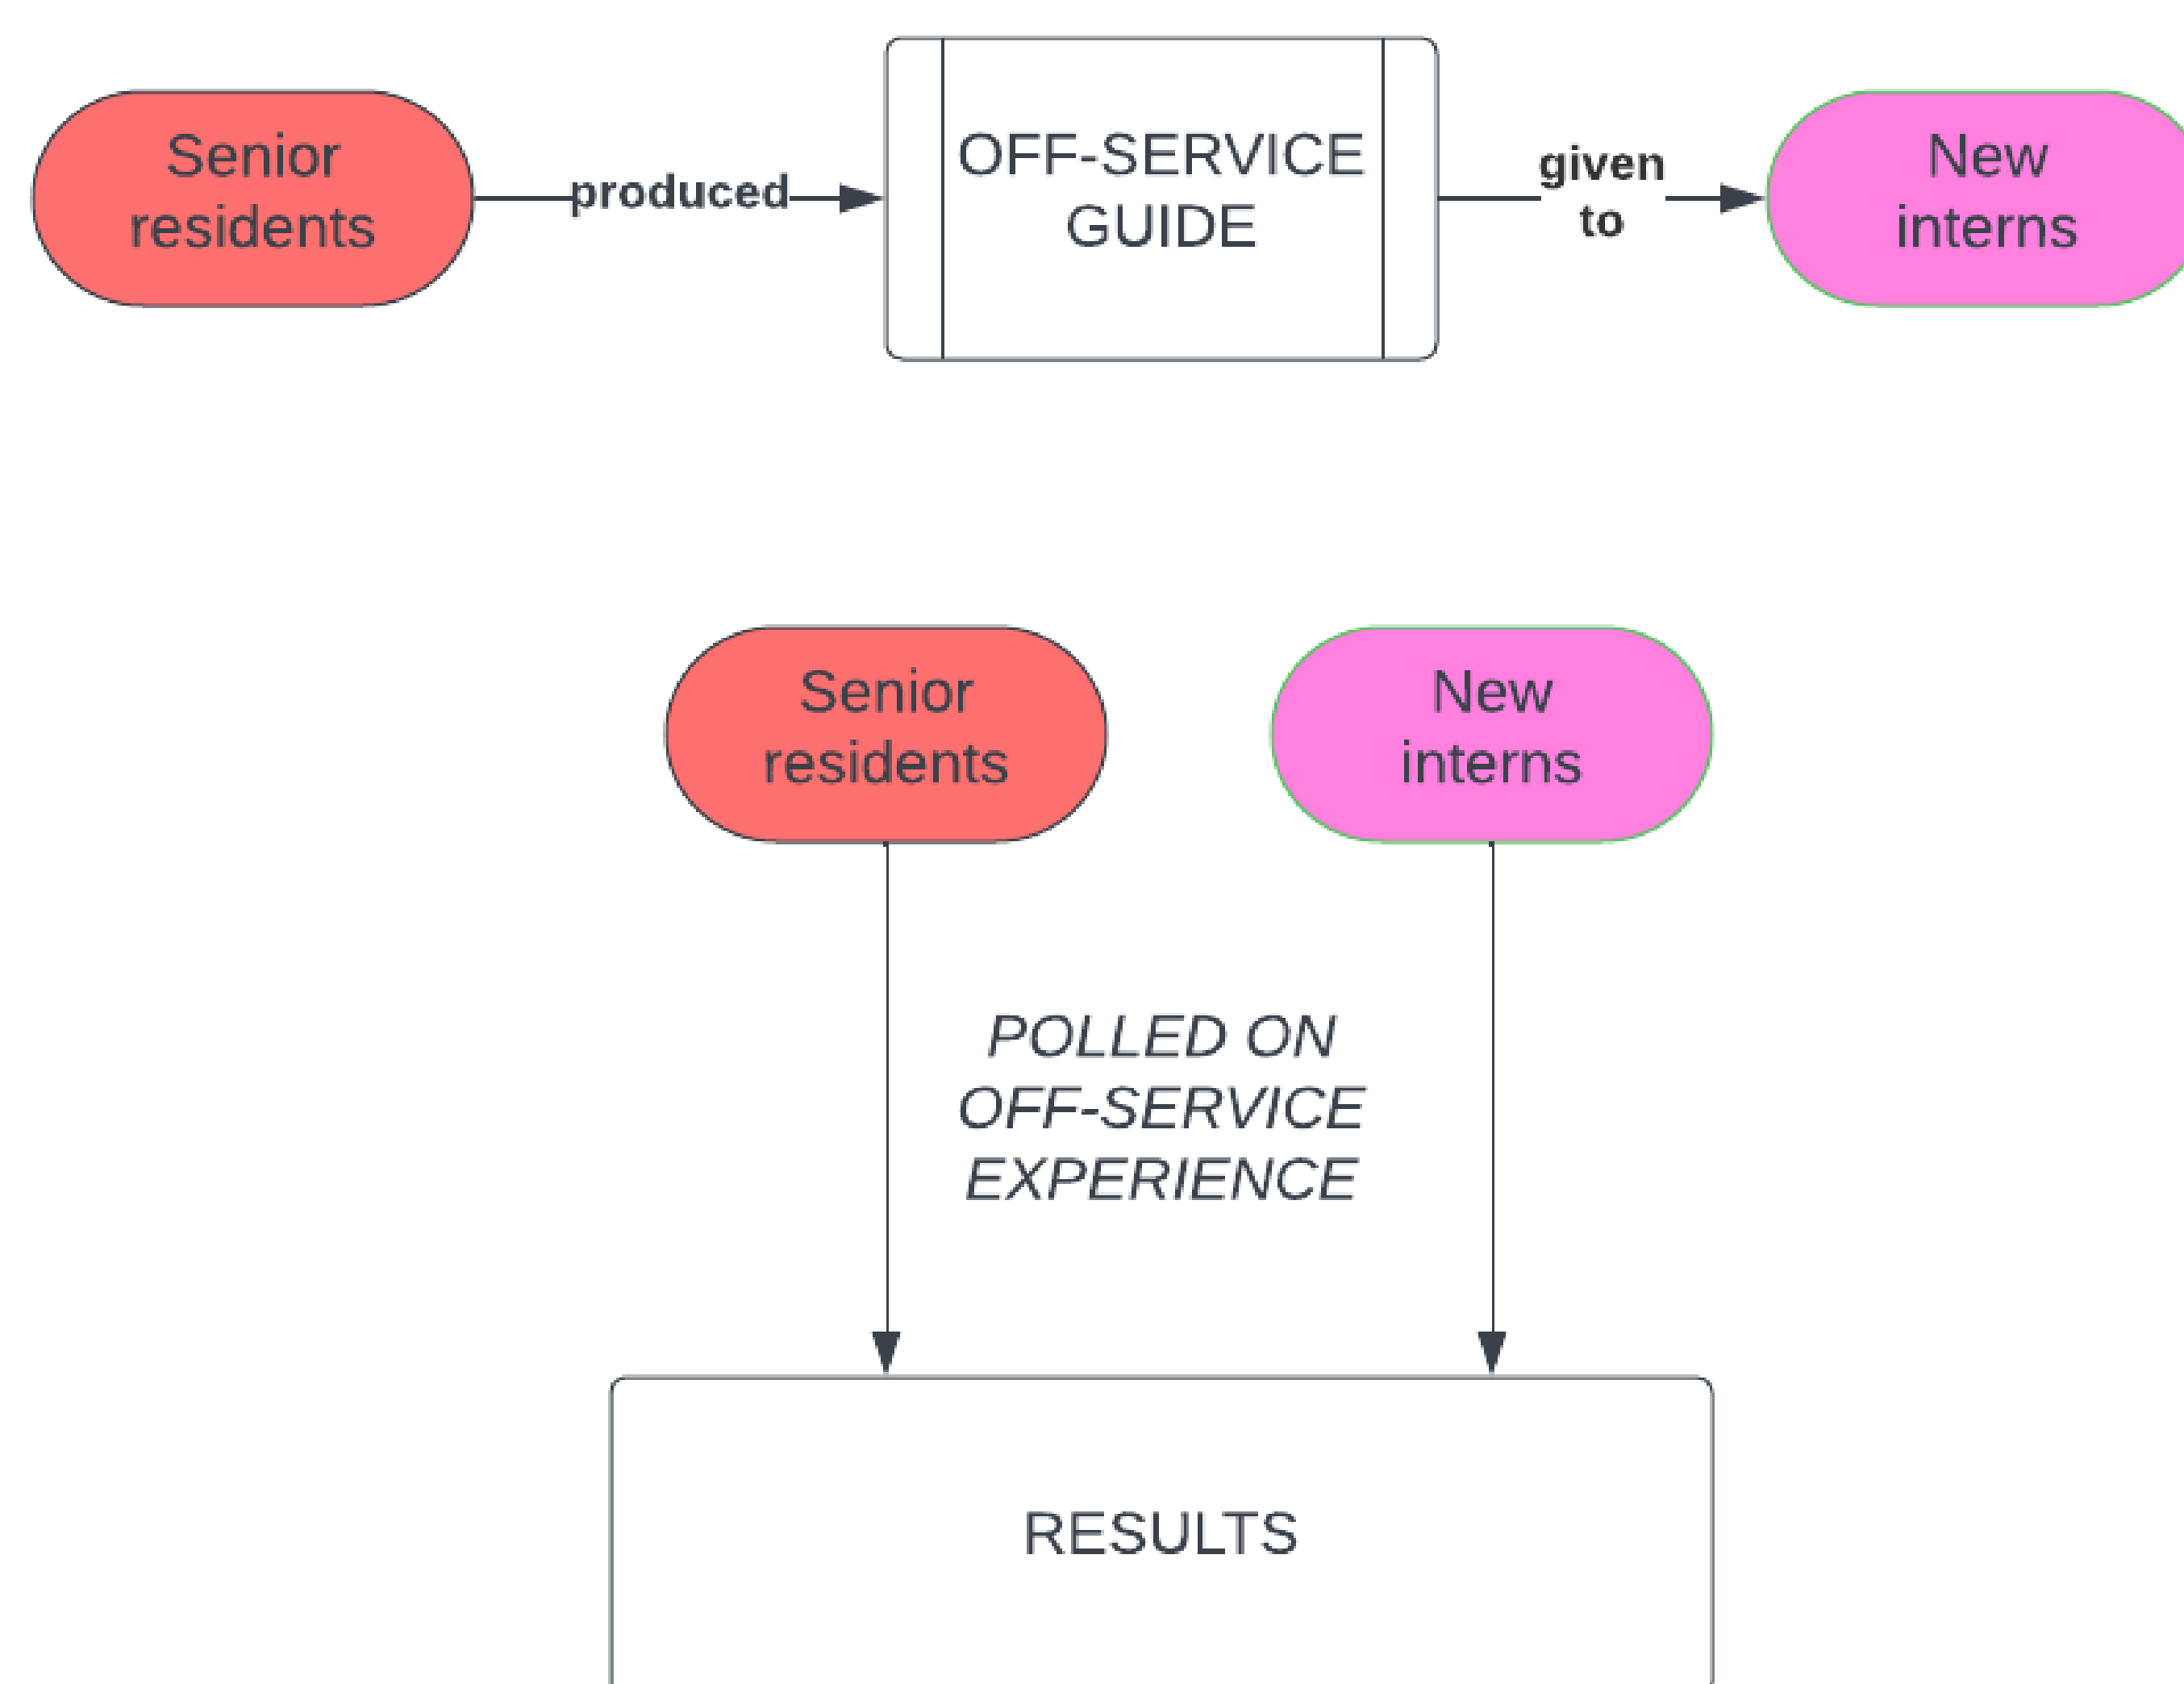 Senior
residents
produced
OFF-SERVICE
GUIDE
given
to
New
interns
Senior
residents
New
interns
POLLED ON
OFF-SERVICE
EXPERIENCE
RESULTS